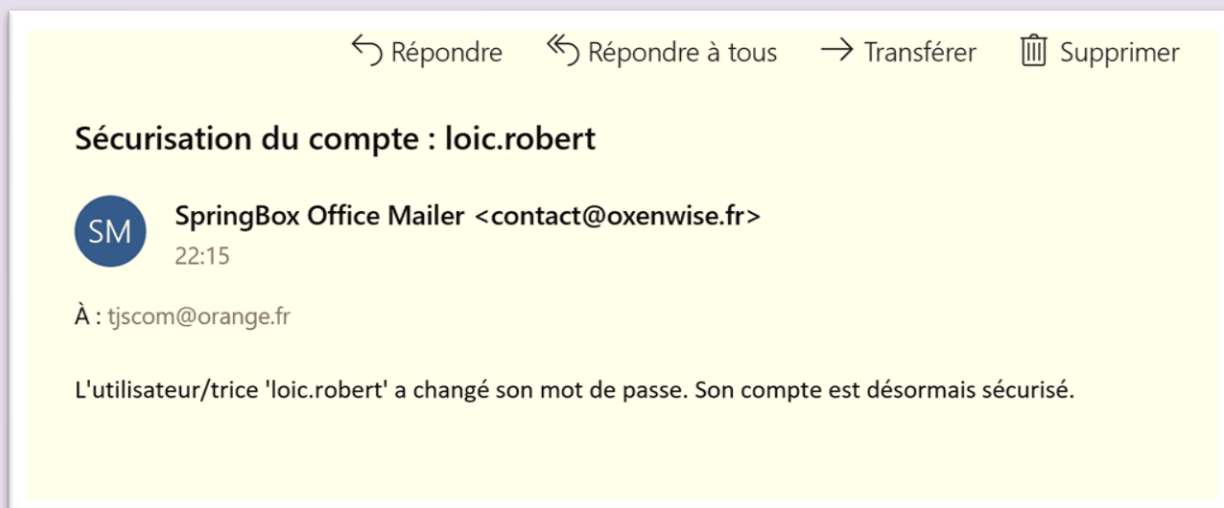 Répondre Répondre à tous Transférer Supprimer
Sécurisation du compte : loic.robert
SM
SpringBox Office Mailer <contact@oxenwise.fr>
22:15
À : tjscom@orange.fr
L'utilisateur/trice 'loic.robert' a changé son mot de passe. Son compte est désormais sécurisé.